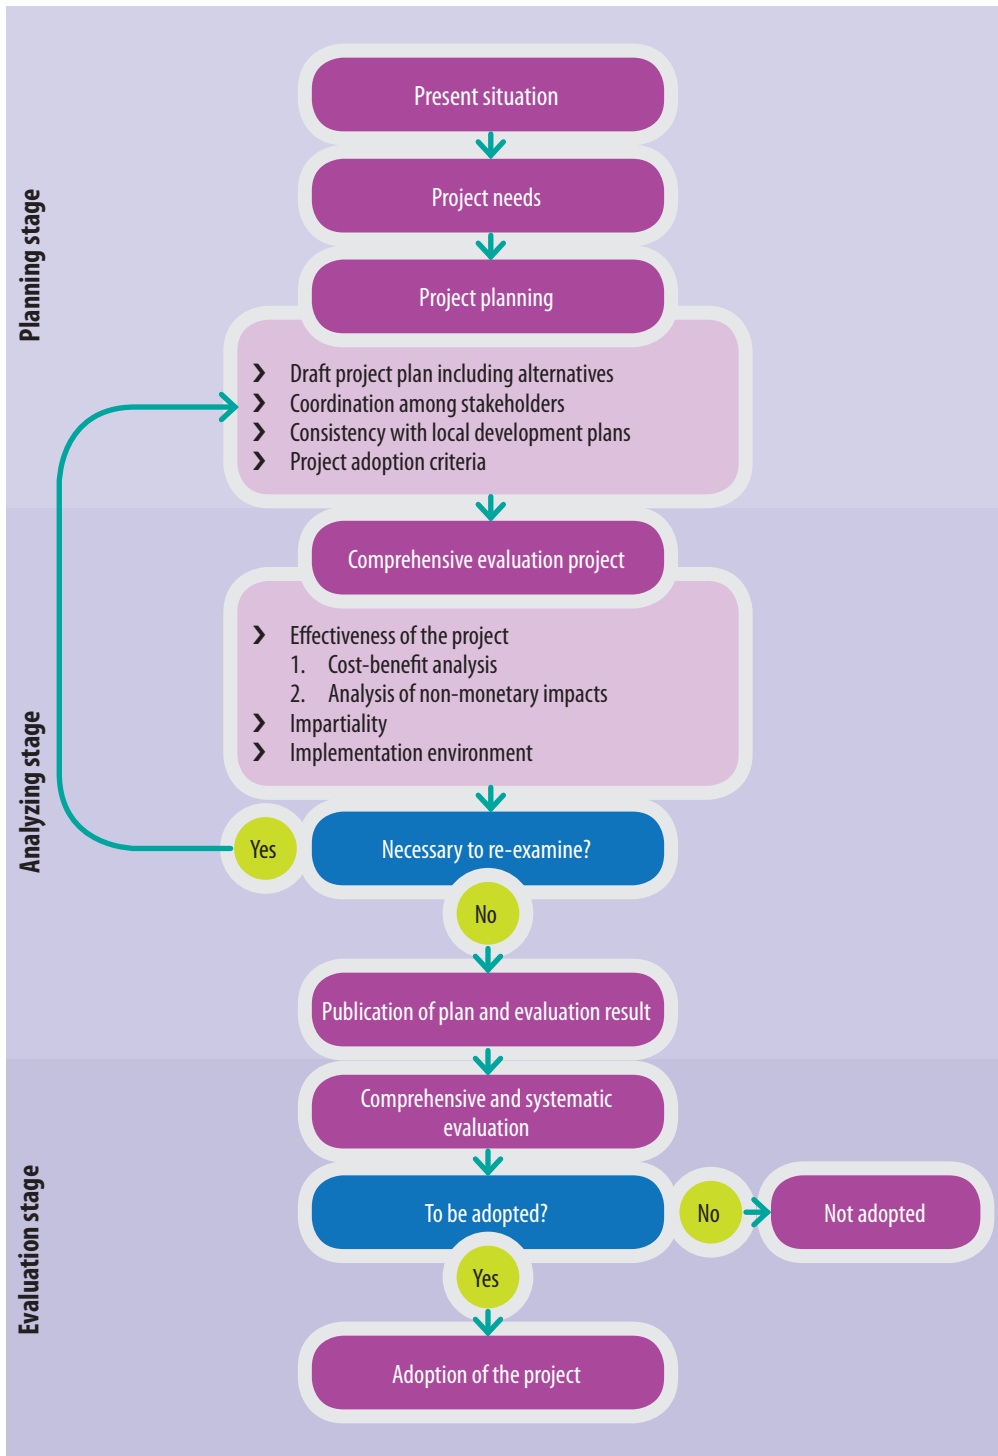 Planning stage
Present situation
Project needs
Project planning
❯ Draft project plan including alternatives
❯ Coordination among stakeholders
❯ Consistency with local development plans
❯ Project adoption criteria
Analyzing stage
Comprehensive evaluation project
❯ Effectiveness of the project
1. Cost-benefit analysis
2. Analysis of non-monetary impacts
❯ Impartiality
❯ Implementation environment
Yes
Necessary to re-examine?
No
Publication of plan and evaluation result
Evaluation stage
Comprehensive and systematic
evaluation
To be adopted?
No
Not adopted
Yes
Adoption of the project